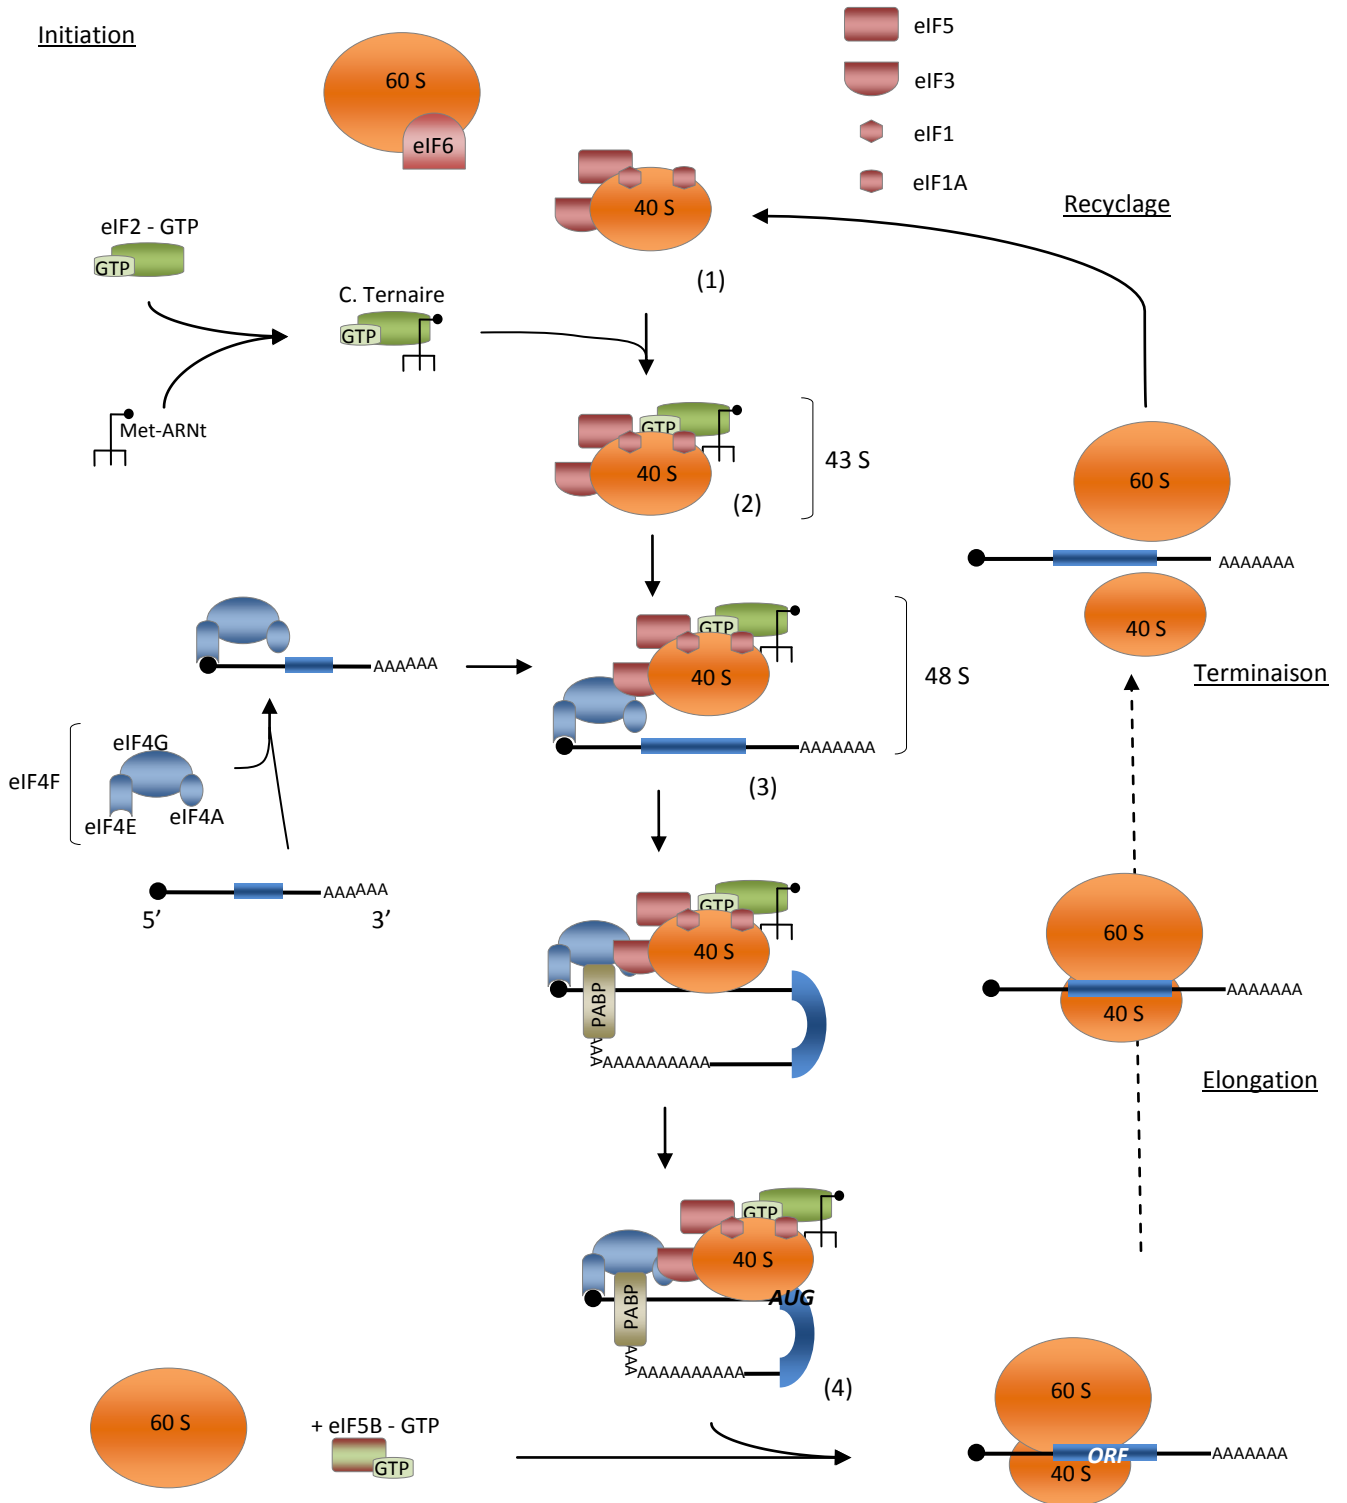 Initiation
eIF5
60 S
eIF3
eIF6
eIF1
eIF1A
Recyclage
40 S
eIF2 - GTP
GTP
(1)
C. Ternaire
GTP
Met-ARNt
GTP
40 S
43 S
(2)
60 S
AAAAAAA
GTP
40 S
AAAAAA
40 S
48 S
Terminaison
eIF4G
AAAAAAA
eIF4F
eIF4A
eIF4E
(3)
AAAAAA
5’
3’
GTP
40 S
60 S
PABP
AAAAAAA
40 S
AAA
AAAAAAAAAA
Elongation
GTP
40 S
AUG
PABP
AAA
AAAAAAAAAA
(4)
60 S
60 S
+ eIF5B - GTP
GTP
ORF
AAAAAAA
40 S